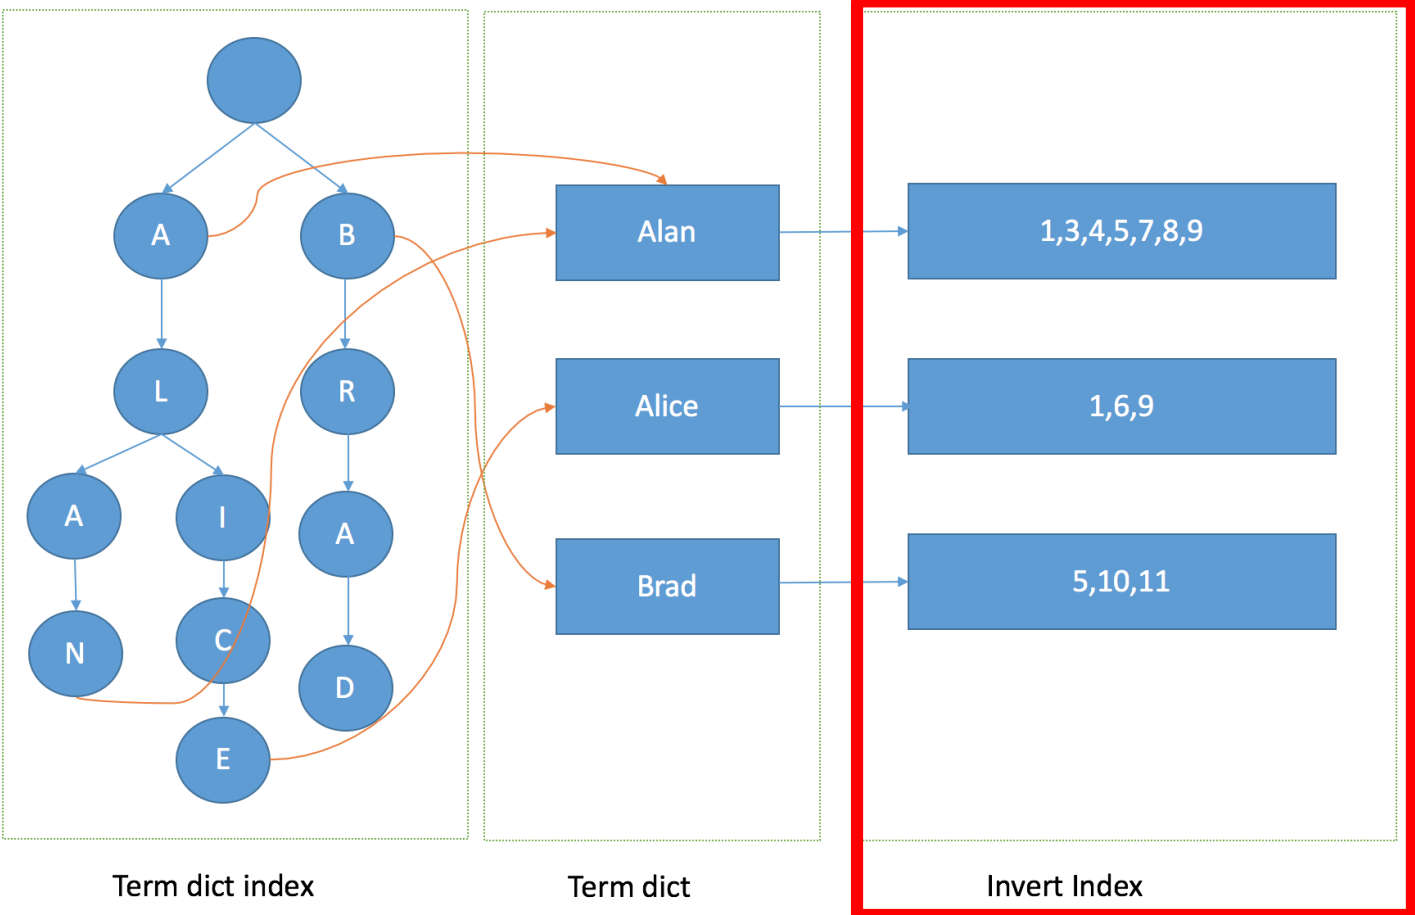 A
B
L
R
A
I
A
N
C
D
E
Alan
Alice
Brad
1,3,4,5,7,8,9
1,6,9
5,10,11
Term dict index
Term dict
Invert Index